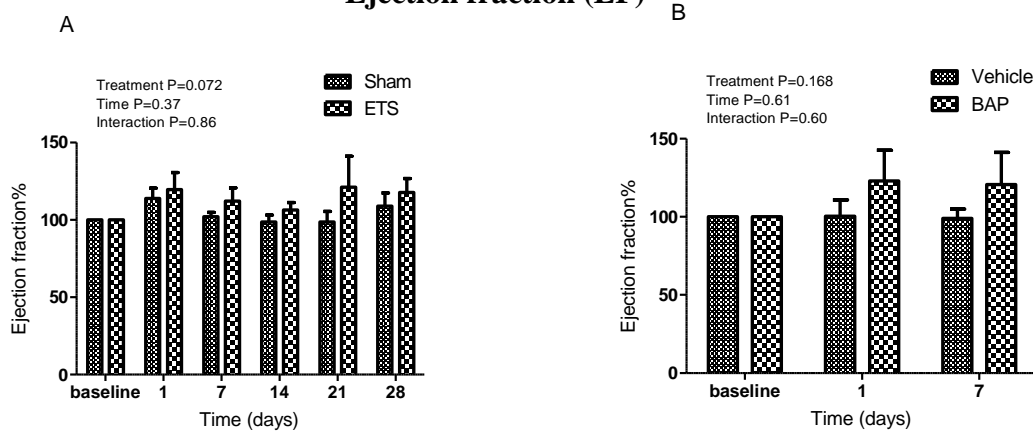 Ejection fraction (EF)
A
Treatment P=0.072
Time P=0.37
Interaction P=0.86
Sham
ETS
Ejection fraction%
150
100
50
0
baseline 1 7 14 21 28
Time (days)
B
Treatment P=0.168
Time P=0.61
Interaction P=0.60
Vehicle
BAP
Ejection fraction%
150
100
50
0
baseline 1 7
Time (days)